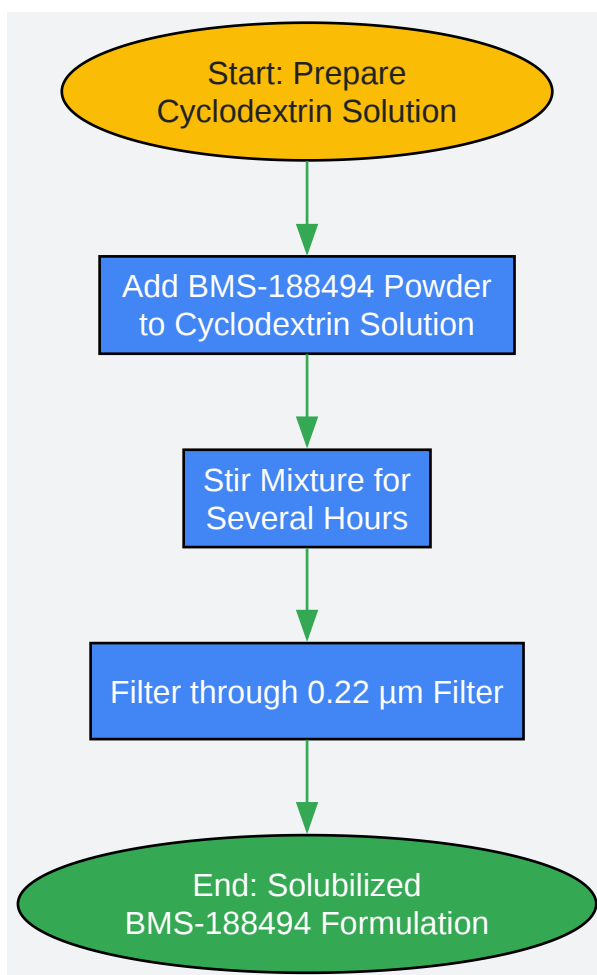 Start: Prepare
Cyclodextrin Solution
Add BMS-188494 Powder
to Cyclodextrin Solution
Stir Mixture for
Several Hours
Filter through 0.22 µm Filter
End: Solubilized
BMS-188494 Formulation